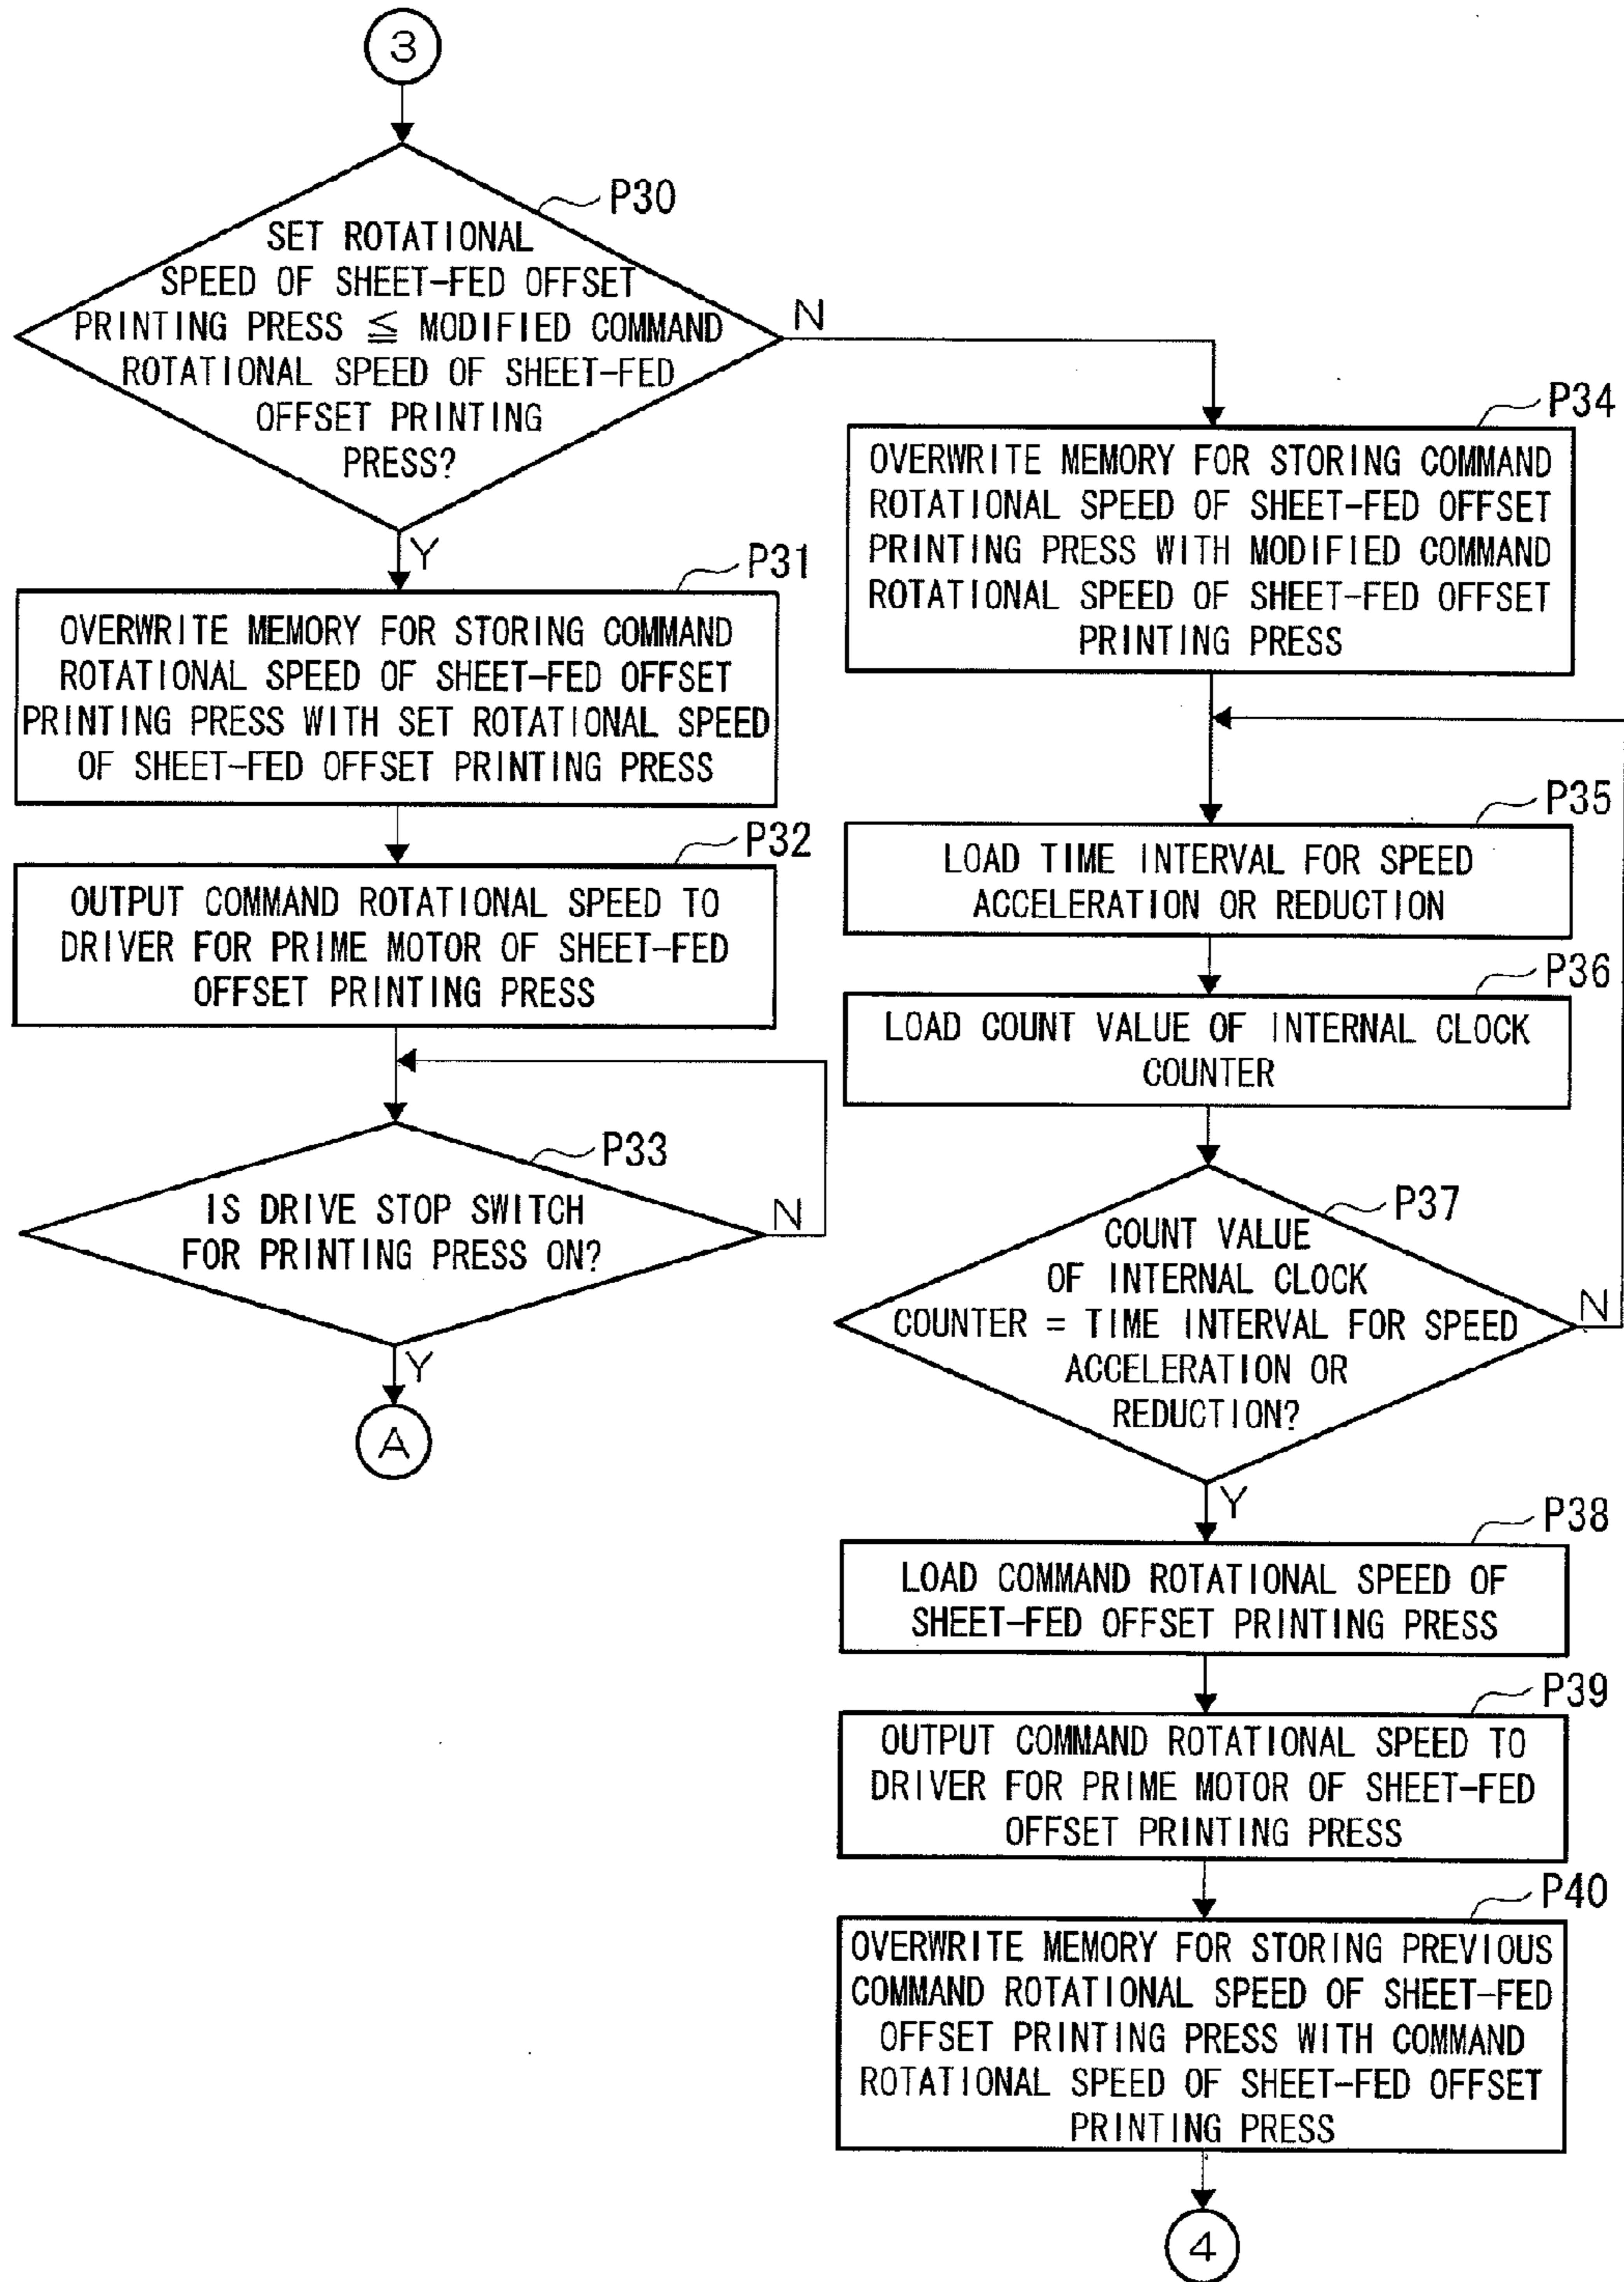 3
P30
SET ROTATIONAL
SPEED OF SHEET-FED OFFSET
PRINTING PRESS ≦ MODIFIED COMMAND
ROTATIONAL SPEED OF SHEET-FED
OFFSET PRINTING
PRESS?
N
Y
P31
OVERWRITE MEMORY FOR STORING COMMAND
ROTATIONAL SPEED OF SHEET-FED OFFSET
PRINTING PRESS WITH SET ROTATIONAL SPEED
OF SHEET-FED OFFSET PRINTING PRESS
P32
OUTPUT COMMAND ROTATIONAL SPEED TO
DRIVER FOR PRIME MOTOR OF SHEET-FED
OFFSET PRINTING PRESS
P33
IS DRIVE STOP SWITCH
FOR PRINTING PRESS ON?
N
Y
A
P34
OVERWRITE MEMORY FOR STORING COMMAND
ROTATIONAL SPEED OF SHEET-FED OFFSET
PRINTING PRESS WITH MODIFIED COMMAND
ROTATIONAL SPEED OF SHEET-FED OFFSET
PRINTING PRESS
P35
LOAD TIME INTERVAL FOR SPEED
ACCELERATION OR REDUCTION
P36
LOAD COUNT VALUE OF INTERNAL CLOCK
COUNTER
P37
COUNT VALUE
OF INTERNAL CLOCK
COUNTER = TIME INTERVAL FOR SPEED
ACCELERATION OR
REDUCTION?
N
Y
P38
LOAD COMMAND ROTATIONAL SPEED OF
SHEET-FED OFFSET PRINTING PRESS
P39
OUTPUT COMMAND ROTATIONAL SPEED TO
DRIVER FOR PRIME MOTOR OF SHEET-FED
OFFSET PRINTING PRESS
P40
OVERWRITE MEMORY FOR STORING PREVIOUS
COMMAND ROTATIONAL SPEED OF SHEET-FED
OFFSET PRINTING PRESS WITH COMMAND
ROTATIONAL SPEED OF SHEET-FED OFFSET
PRINTING PRESS
4